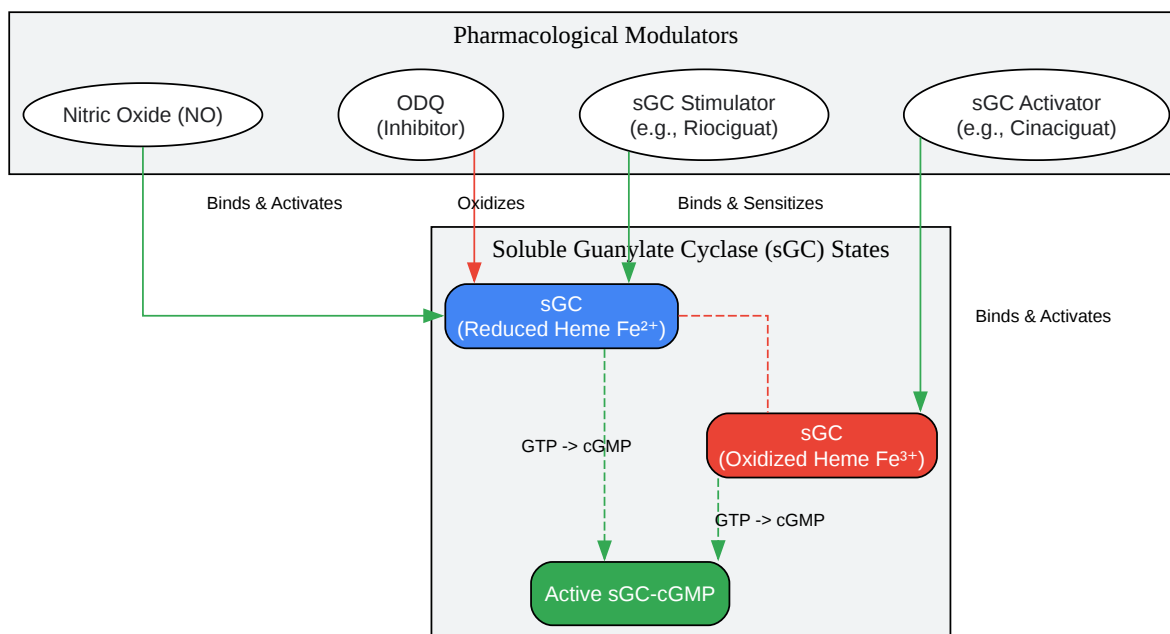 Pharmacological Modulators
Nitric Oxide (NO)
ODQ
(Inhibitor)
sGC Stimulator
(e.g., Riociguat)
sGC Activator
(e.g., Cinaciguat)
Binds & Activates
Oxidizes
Binds & Sensitizes
Soluble Guanylate Cyclase (sGC) States
sGC
(Reduced Heme Fe²⁺)
Binds & Activates
sGC
(Oxidized Heme Fe³⁺)
GTP -> cGMP
GTP -> cGMP
Active sGC-cGMP